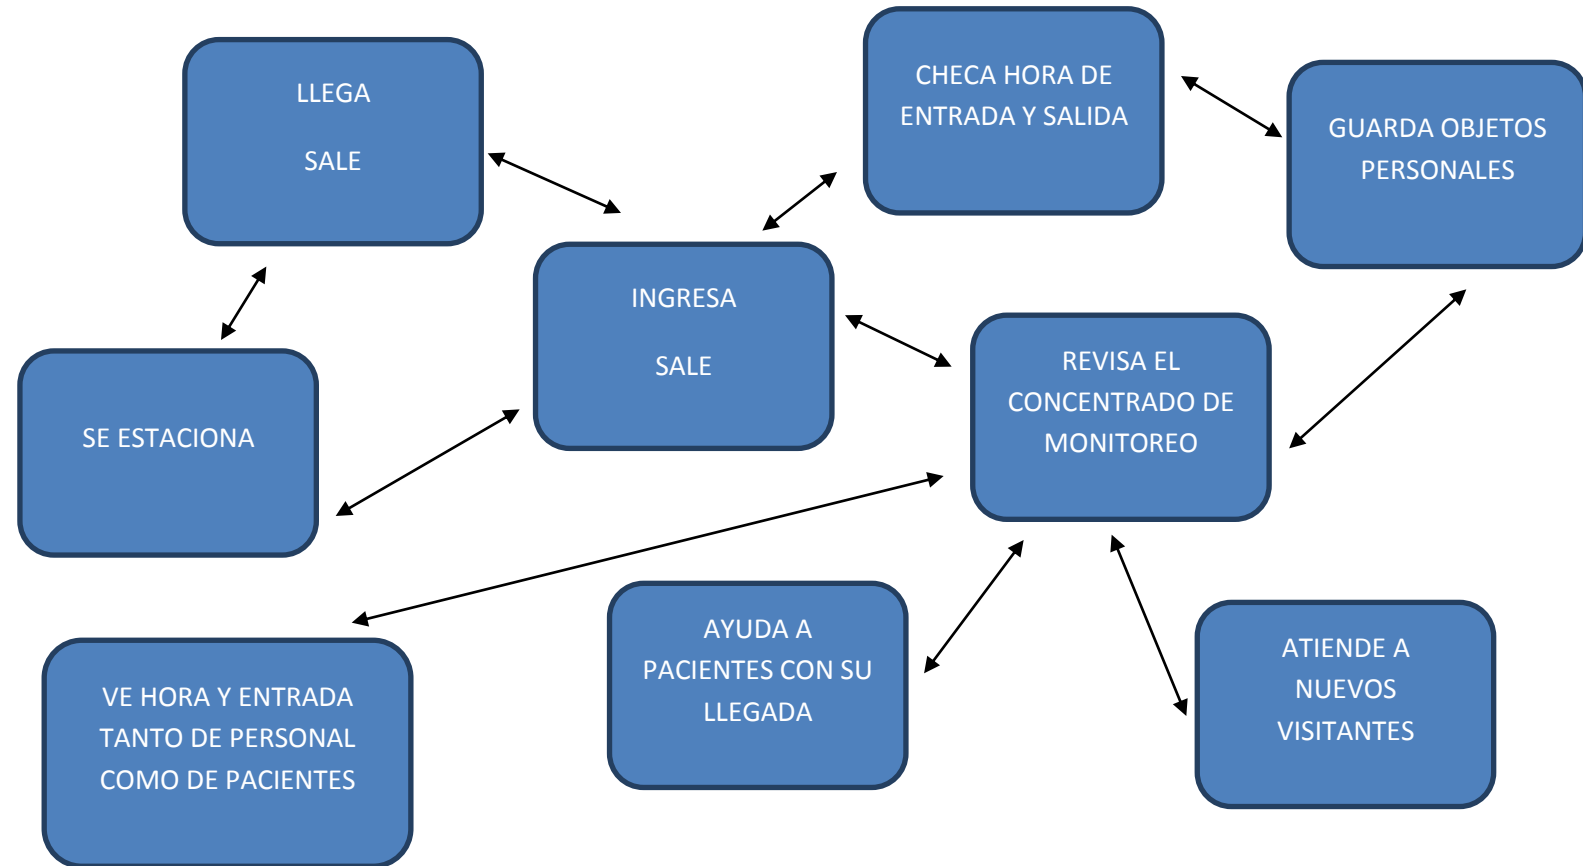 LLEGA
SALE
CHECA HORA DE
ENTRADA Y SALIDA
GUARDA OBJETOS
PERSONALES
INGRESA
SALE
REVISA EL
CONCENTRADO DE
MONITOREO
SE ESTACIONA
VE HORA Y ENTRADA
TANTO DE PERSONAL
COMO DE PACIENTES
AYUDA A
PACIENTES CON SU
LLEGADA
ATIENDE A
NUEVOS
VISITANTES